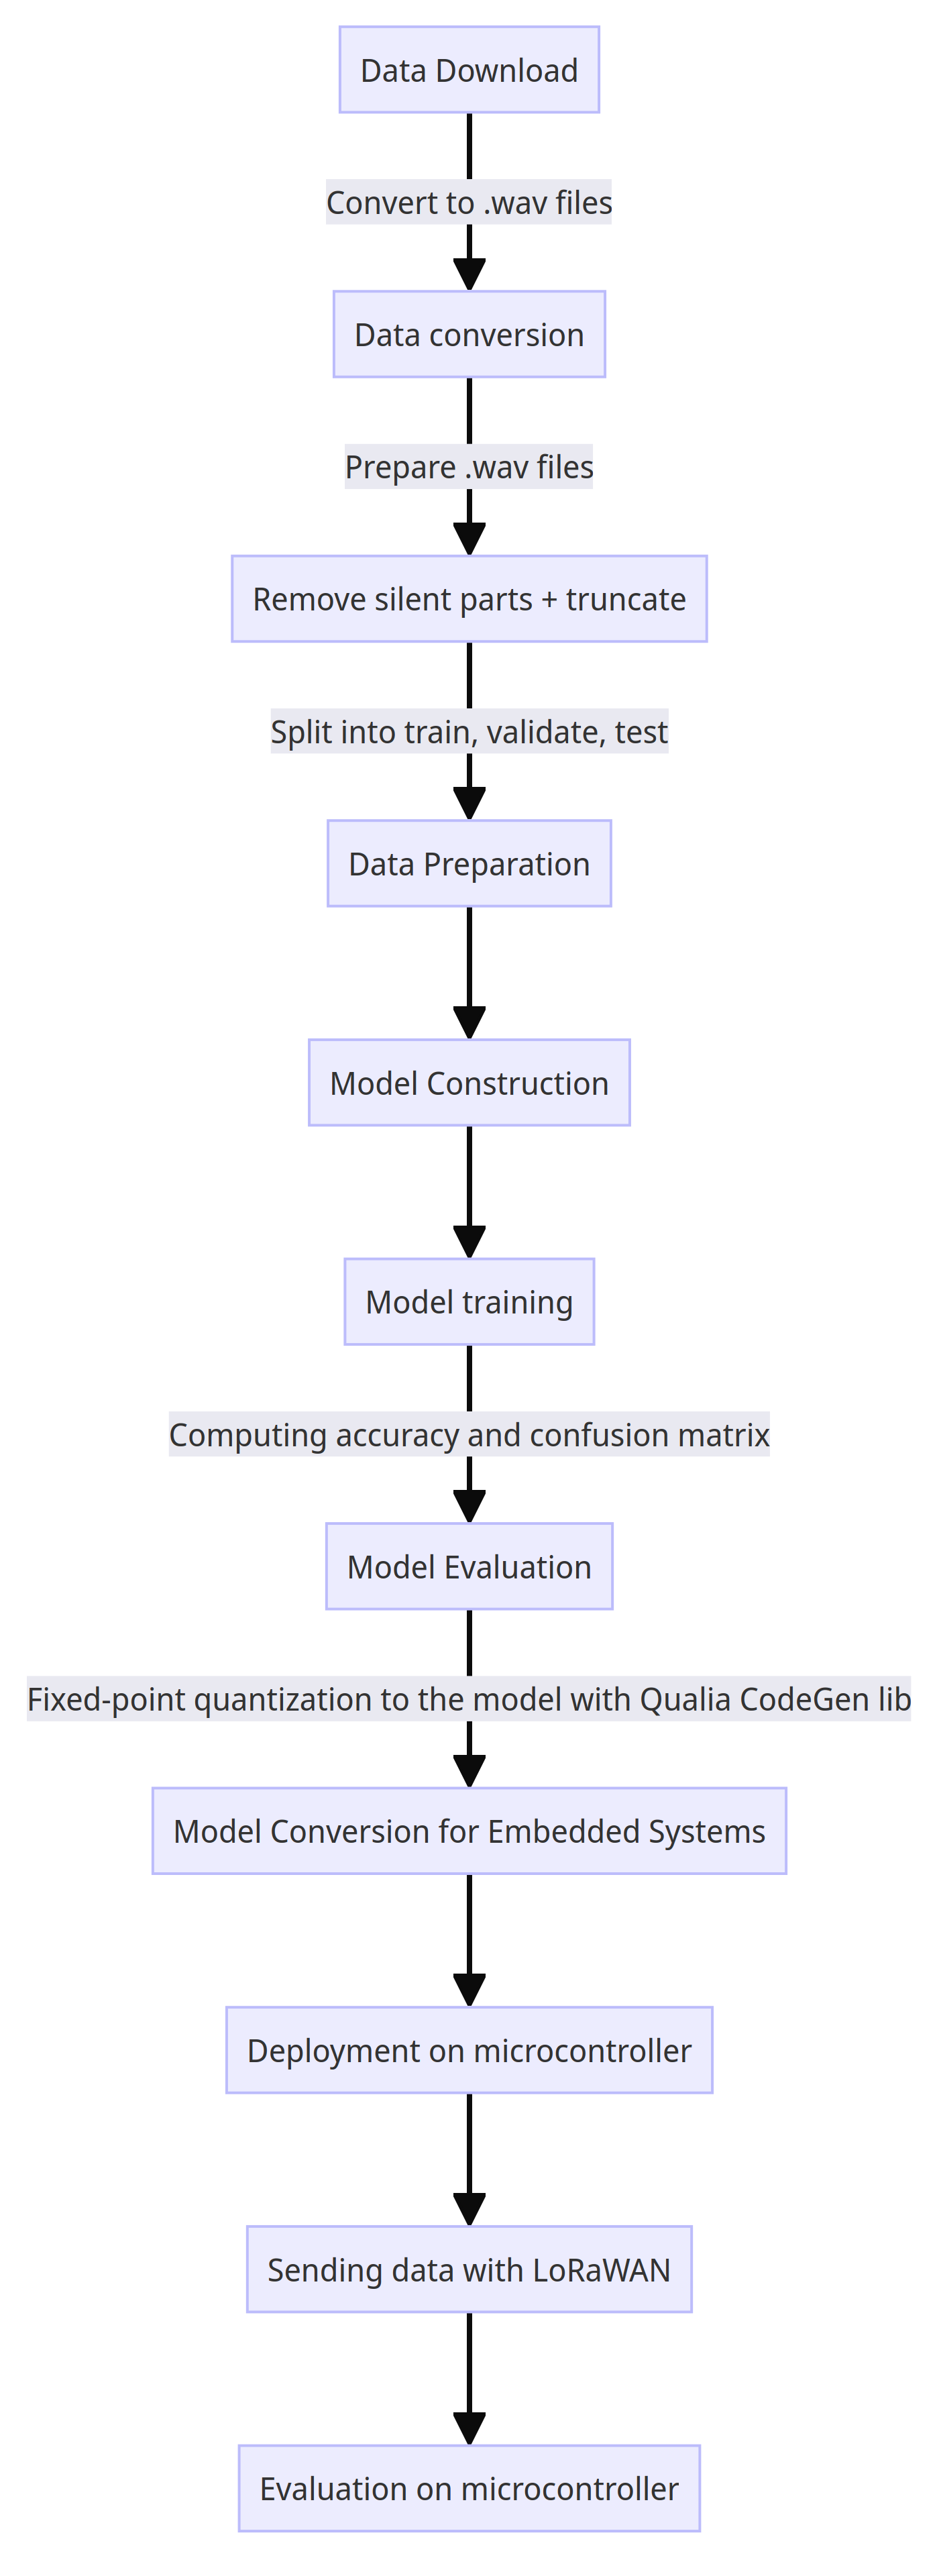 Data Download
Convert to .wav files
Data conversion
Prepare .wav files
Remove silent parts + truncate
Split into train, validate, test
Data Preparation
Model Construction
Model training
Computing accuracy and confusion matrix
Model Evaluation
Fixed-point quantization to the model with Qualia CodeGen lib
Model Conversion for Embedded Systems
Deployment on microcontroller
Sending data with LoRaWAN
Evaluation on microcontroller